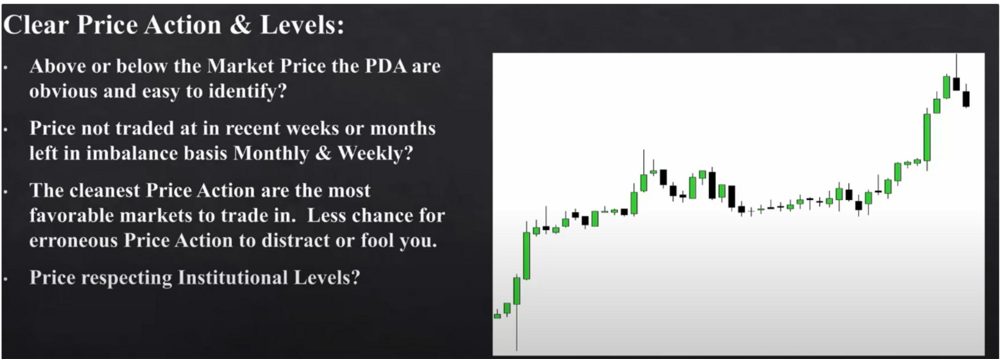 Clear Price Action & Levels:
· Above or below the Market Price the PDA are
obvious and easy to identify?
· Price not traded at in recent weeks or months
left in imbalance basis Monthly & Weekly?
· The cleanest Price Action are the most
favorable markets to trade in.  Less chance for
erroneous Price Action to distract or fool you.
· Price respecting Institutional Levels?